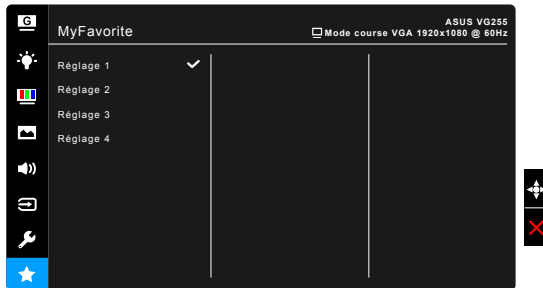 G
MyFavorite
ASUS VG255
Mode course VGA 1920x1080 @ 60Hz
Réglage 1
Réglage 2
Réglage 3
Réglage 4